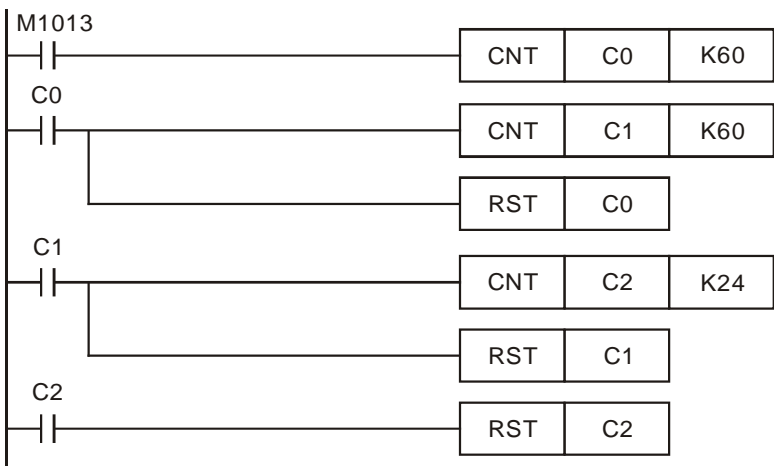 M1013
CNT C0 K60
C0
CNT C1 K60
RST C0
C1
CNT C2 K24
RST C1
C2
RST C2